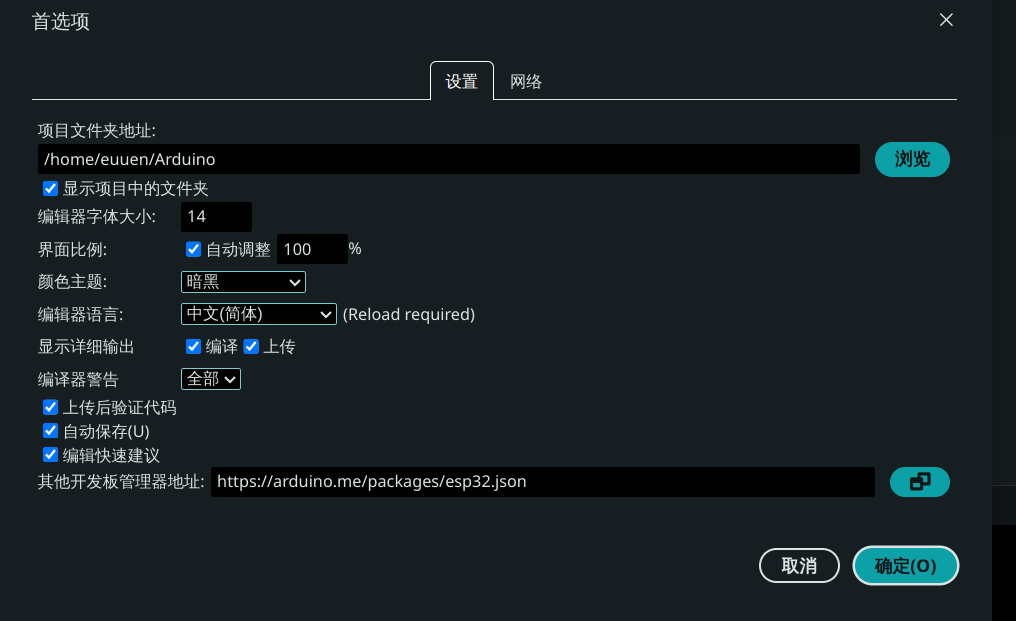 首选项
设置 网络
项目文件夹地址:
/home/euuen/Arduino 浏览
显示项目中的文件夹
编辑器字体大小: 14
界面比例: 自动调整 100 %
颜色主题: 暗黑
编辑器语言: 中文(简体) (Reload required)
显示详细输出 编译 上传
编译器警告 全部
上传后验证代码
自动保存(U)
编辑快速建议
其他开发板管理器地址: https://arduino.me/packages/esp32.json
取消 确定(O)